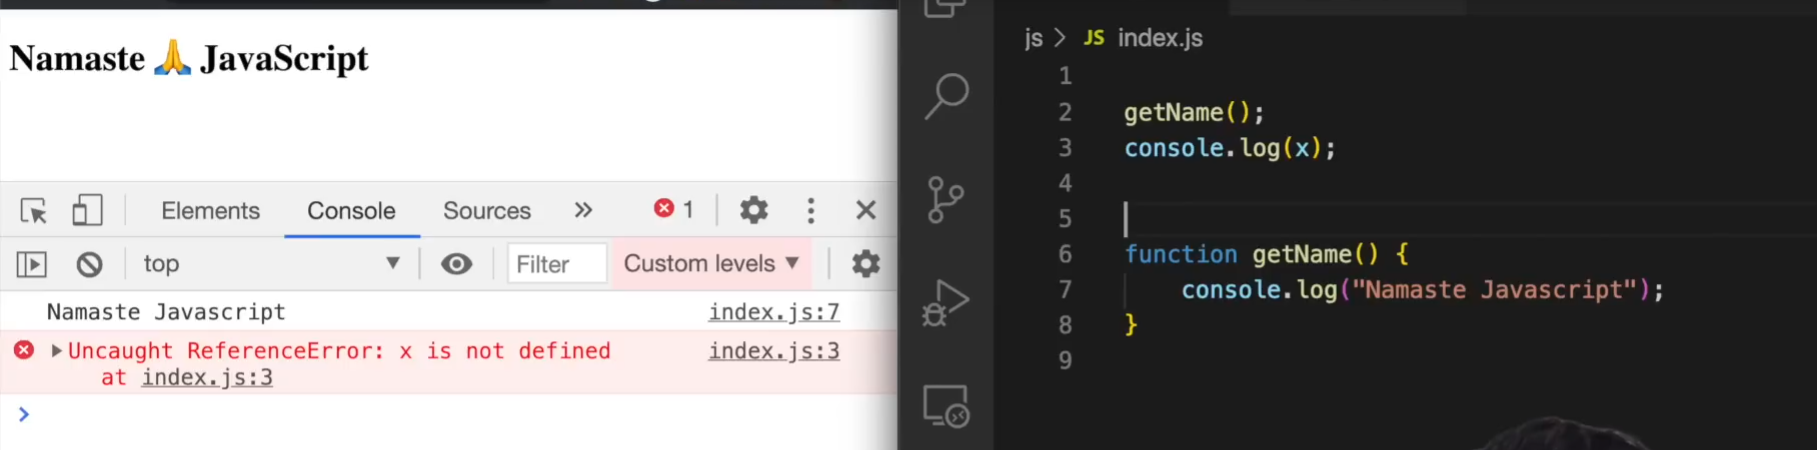 Namaste 🙏 JavaScript
Elements Console Sources » 1
top Filter Custom levels
Namaste Javascript index.js:7
Uncaught ReferenceError: x is not defined index.js:3
at index.js:3
>
js > JS index.js
1
2 getName();
3 console.log(x);
4
5
6 function getName() {
7 console.log("Namaste Javascript");
8 }
9